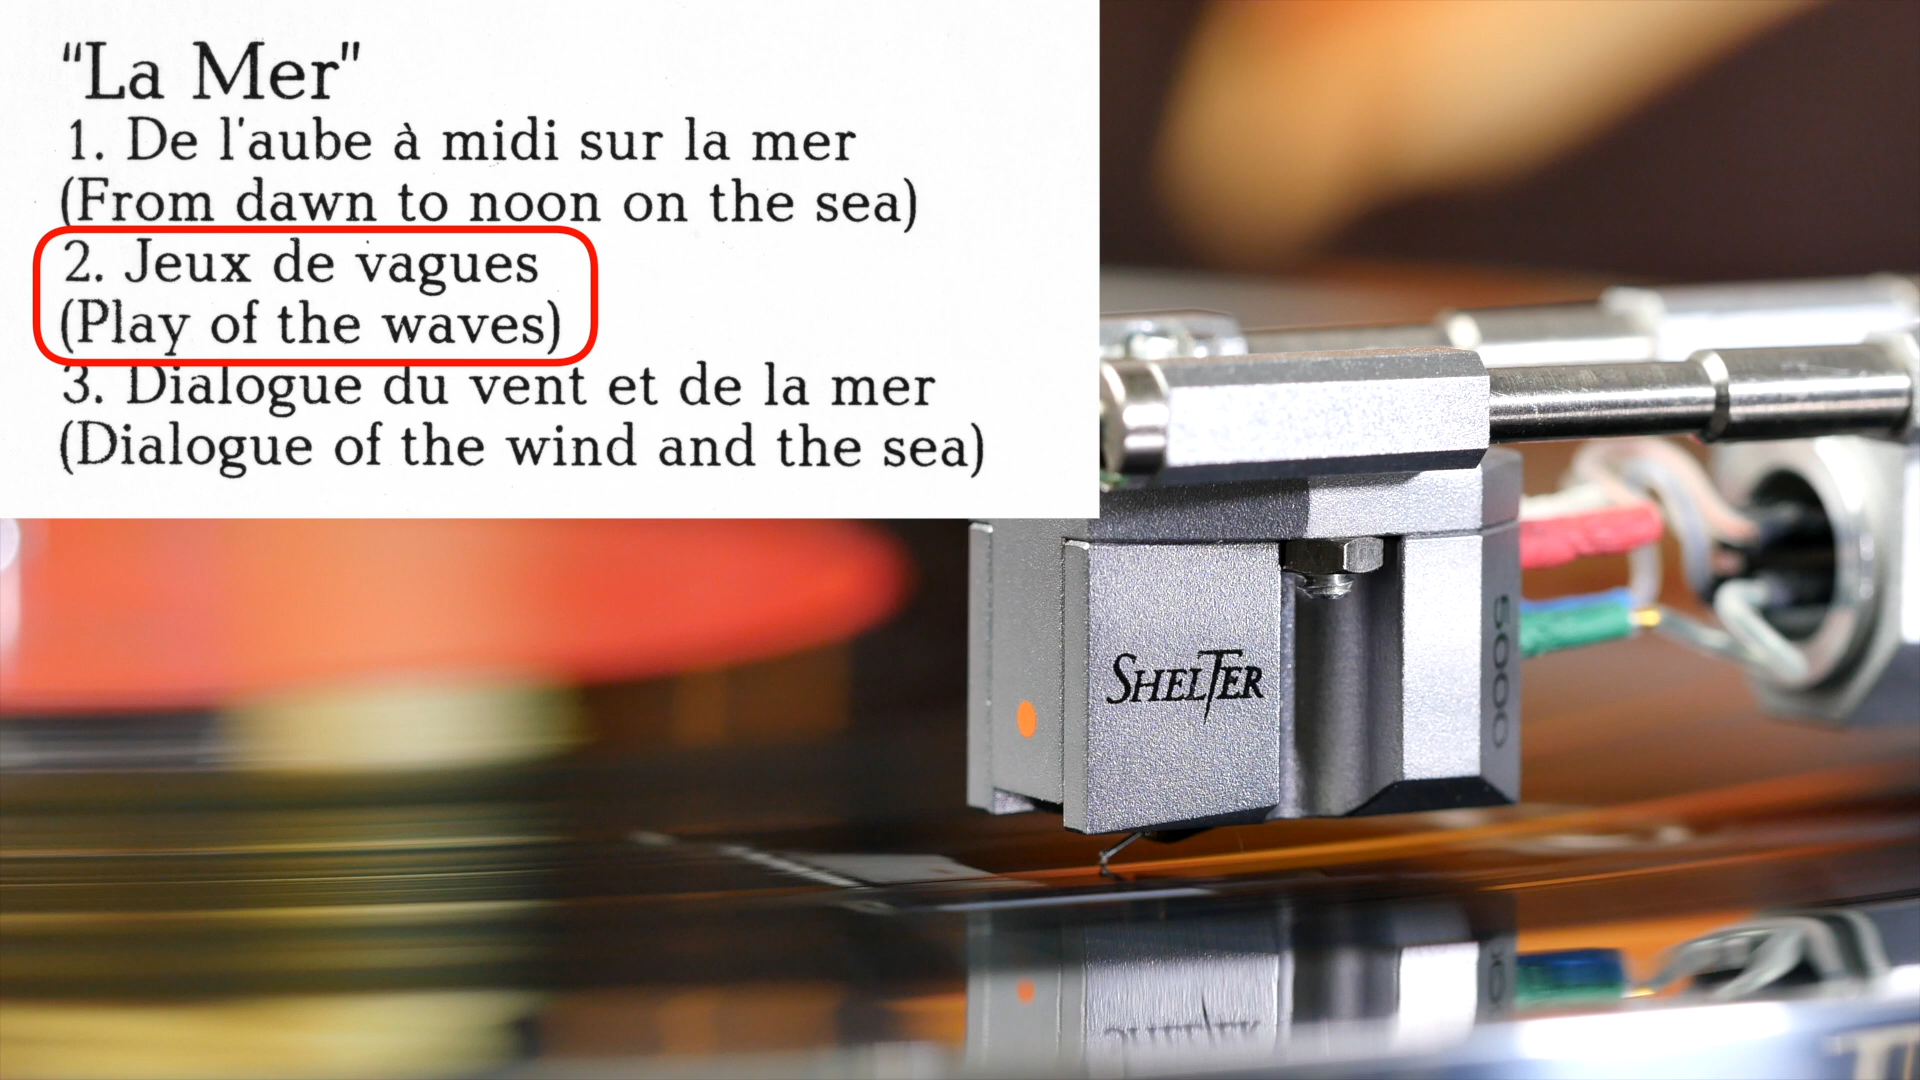 “La Mer"
1. De l'aube à midi sur la mer
(From dawn to noon on the sea)
2. Jeux de vagues
(Play of the waves)
3. Dialogue du vent et de la mer
(Dialogue of the wind and the sea)
SHELTER
5000